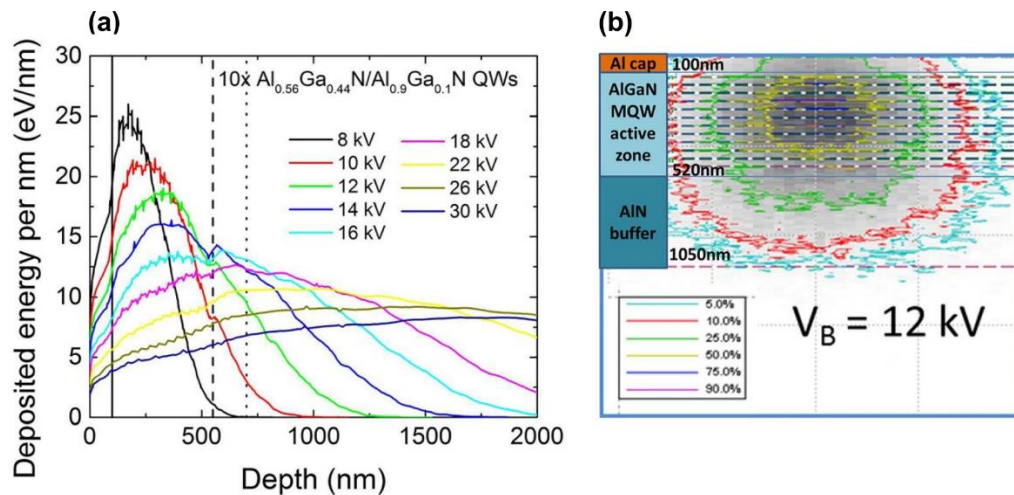 (a)
Deposited energy per nm (eV/nm)
30
25
20
15
10
5
0
10x Al0.56Ga0.44N/Al0.9Ga0.1N QWs
8 kV
10 kV
12 kV
14 kV
16 kV
18 kV
22 kV
26 kV
30 kV
0 500 1000 1500 2000
Depth (nm)
(b)
Al cap
100nm
AlGaN
MQW
active
zone
520nm
AlN
buffer
1050nm
5.0%
10.0%
25.0%
50.0%
75.0%
90.0%
VB = 12 kV